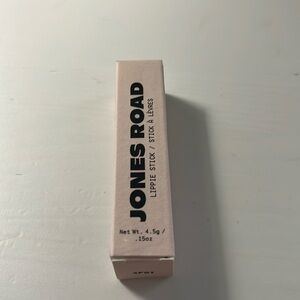 JONES ROAD
LIPPIE STICK / STICK À LÈVRES
Net Wt. 4.5g /
.15oz